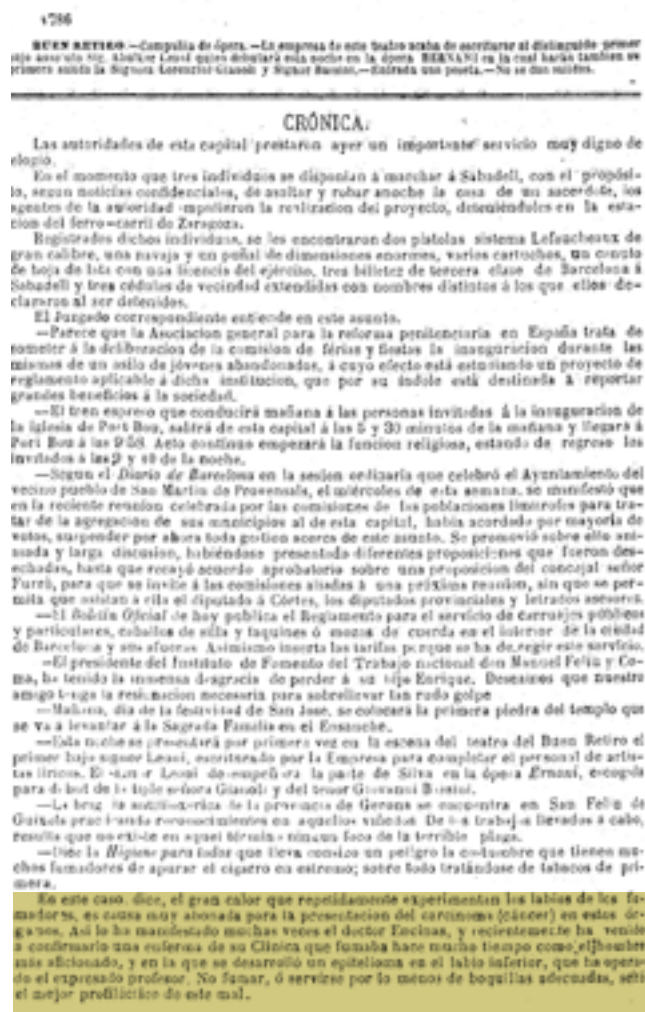 1786
BUEN RETIRO.—Compañía de ópera.—La empresa de este teatro acaba de escriturar al distinguido primer
bajo Sig. Leoni quien debutará esta noche en la ópera HERNANI en la cual harán tambien su
primera salida la Signora Gianoli y Signor —Entrada una peseta.—No se dan salidas.
CRÓNICA.
Las autoridades de esta capital prestaron ayer un importante servicio muy digno de
elogio.
En el momento que tres individuos se disponian á marchar á Sabadell, con el propósi-
to, segun noticias confidenciales, de asaltar y robar anoche la casa de un sacerdote, los
agentes de la autoridad impidieron la realizacion del proyecto, deteniéndoles en la esta-
cion del ferro-carril de Zaragoza.
Registrados dichos individuos, se les encontraron dos pistolas sistema Lefaucheaux de
gran calibre, una navaja y un puñal de dimensiones enormes, varios cartuchos, un canuto
de hoja de lata con una licencia del ejército, tres billetes de tercera clase de Barcelona á
Sabadell y tres cédulas de vecindad extendidas con nombres distintos á los que ellos de-
clararon al ser detenidos.
El Juzgado correspondiente entiende en este asunto.
—Parece que la Asociacion general para la reforma penitenciaria en España trata de
someter á la deliberacion de la comision de férias y fiestas la inauguracion durante las
mismas de un asilo de jóvenes abandonados, á cuyo efecto está estudiando un proyecto de
reglamento aplicable á dicha institucion, que por su índole está destinada á reportar
grandes beneficios á la sociedad.
—El tren expreso que conducirá mañana á las personas invitadas á la inauguracion de
la iglesia de Port Bou, saldrá de esta capital á las 5 y 30 minutos de la mañana y llegará á
Port Bou á las 9'58. Acto contínuo empezará la funcion religiosa, estando de regreso los
invitados á las 9 y 40 de la noche.
—Segun el Diario de Barcelona en la sesion ordinaria que celebró el Ayuntamiento del
vecino pueblo de San Martin de Provensals, el miércoles de esta semana, se manifestó que
en la reciente reunion celebrada por las comisiones de las poblaciones limítrofes para tra-
tar de la agregacion de sus municipios al de esta capital, habia acordado por mayoría de
votos, suspender por ahora toda gestion acerca de este asunto. Se promovió sobre ello ani-
mada y larga discusion, habiéndose presentado diferentes proposiciones que fueron des-
echadas, hasta que recayó acuerdo aprobatorio sobre una proposicion del concejal señor
para que se invite á las comisiones aliadas á una próxima reunion, sin que se per-
mita que asistan á ella el diputado á Córtes, los diputados provinciales y letrados asesores.
—El Boletin Oficial de hoy publica el Reglamento para el servicio de carruajes públicos
y particulares, caballos de silla y faquines ó mozos de cuerda en el interior de la ciudad
de Barcelona y sus afueras. Asimismo inserta las tarifas porque se ha de regir este servicio.
—El presidente del Instituto de Fomento del Trabajo nacional don Manuel Feliu y Co-
ma, ha tenido la inmensa desgracia de perder á su hijo Enrique. Deseamos que nuestro
amigo tenga la resignacion necesaria para sobrellevar tan rudo golpe
—Mañana, dia de la festividad de San José, se colocará la primera piedra del templo que
se va á levantar á la Sagrada Familia en el Ensanche.
—Esta noche se presentará por primera vez en la escena del teatro del Buen Retiro el
primer bajo signor Leoni, escriturado por la Empresa para completar el personal de artis-
tas líricos. El señor Leoni desempeñará la parte de Silva en la ópera Ernani, escogida
para debut de la tiple señora Gianoli y del tenor Giovanni
—La brigada antifiloxérica de la provincia de Gerona se encuentra en San Feliu de
Guixols practicando reconocimientos en aquellos viñedos. De los trabajos llevados á cabo,
resulta que no existe en aquel término ninguno foco de la terrible plaga.
—Dice la Higiene para todos que lleva consigo un peligro la costumbre que tienen mu-
chos fumadores de apurar el cigarro en estremo; sobre todo tratándose de tabacos de pri-
mera.
En este caso, dice, el gran calor que repetidamente experimentan los labios de los fu-
madores, es causa muy abonada para la presentacion del carcinoma (cáncer) en estos ór-
ganos. Así lo ha manifestado muchas veces el doctor Encinas, y recientemente ha venido
á confirmarlo una enferma de su Clínica que fumaba hace mucho tiempo como el hombre
más aficionado, y en la que se desarrolló un epitelioma en el labio inferior, que ha opera-
do el expresado profesor. No fumar, ó servirse por lo menos de boquillas adecuadas, será
el mejor profiláctico de este mal.